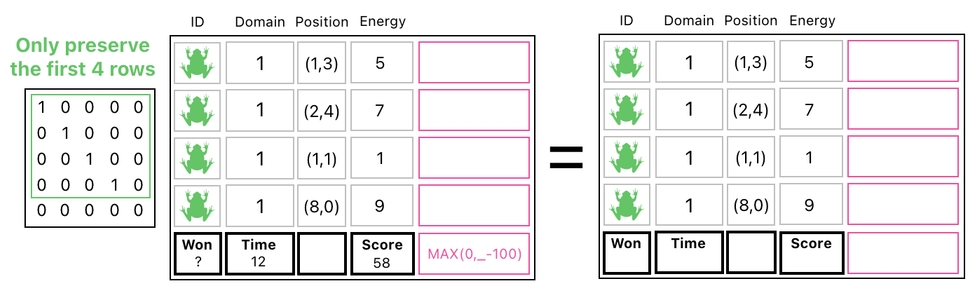 ID Domain Position Energy
Only preserve
the first 4 rows
1 0 0 0 0
0 1 0 0 0
0 0 1 0 0
0 0 0 1 0
0 0 0 0 0
1 (1,3) 5
1 (2,4) 7
1 (1,1) 1
1 (8,0) 9
Won Time Score
? 12 58
MAX(0,_-100)
=
ID Domain Position Energy
1 (1,3) 5
1 (2,4) 7
1 (1,1) 1
1 (8,0) 9
Won Time Score